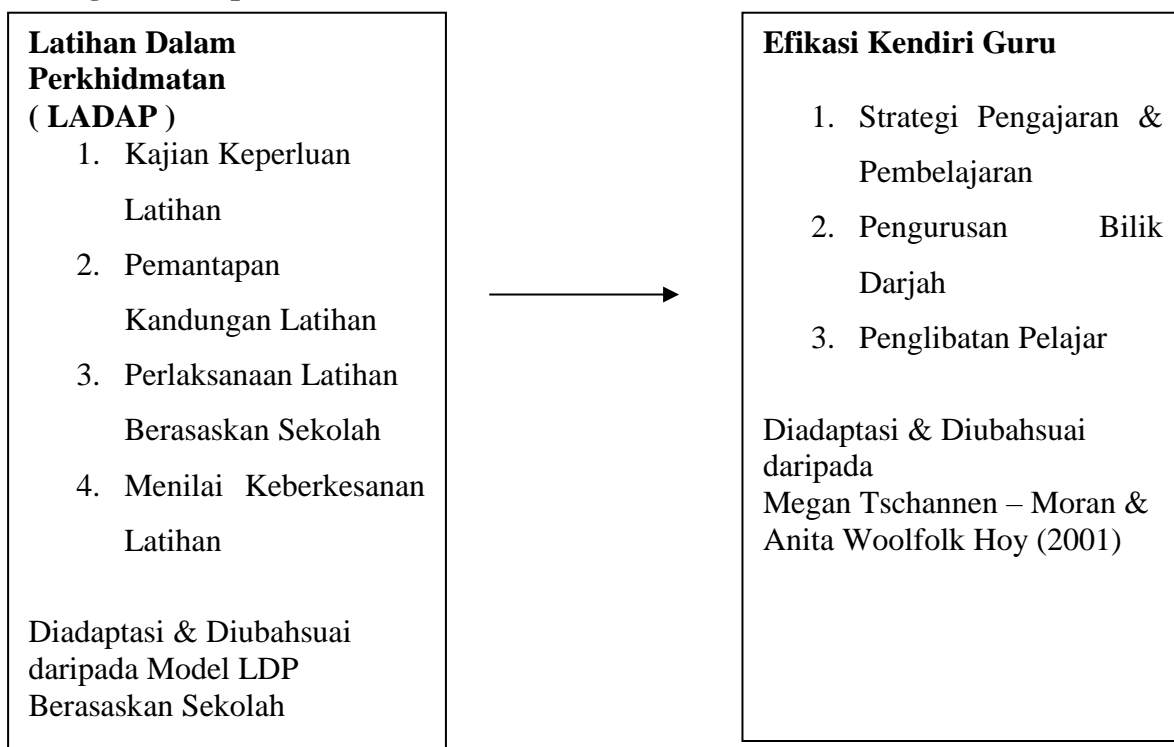 Latihan Dalam
Perkhidmatan
( LADAP )
1. Kajian Keperluan
Latihan
2. Pemantapan
Kandungan Latihan
3. Perlaksanaan Latihan
Berasaskan Sekolah
4. Menilai Keberkesanan
Latihan
Diadaptasi & Diubahsuai
daripada Model LDP
Berasaskan Sekolah
Efikasi Kendiri Guru
1. Strategi Pengajaran &
Pembelajaran
2. Pengurusan Bilik
Darjah
3. Penglibatan Pelajar
Diadaptasi & Diubahsuai
daripada
Megan Tschannen – Moran &
Anita Woolfolk Hoy (2001)